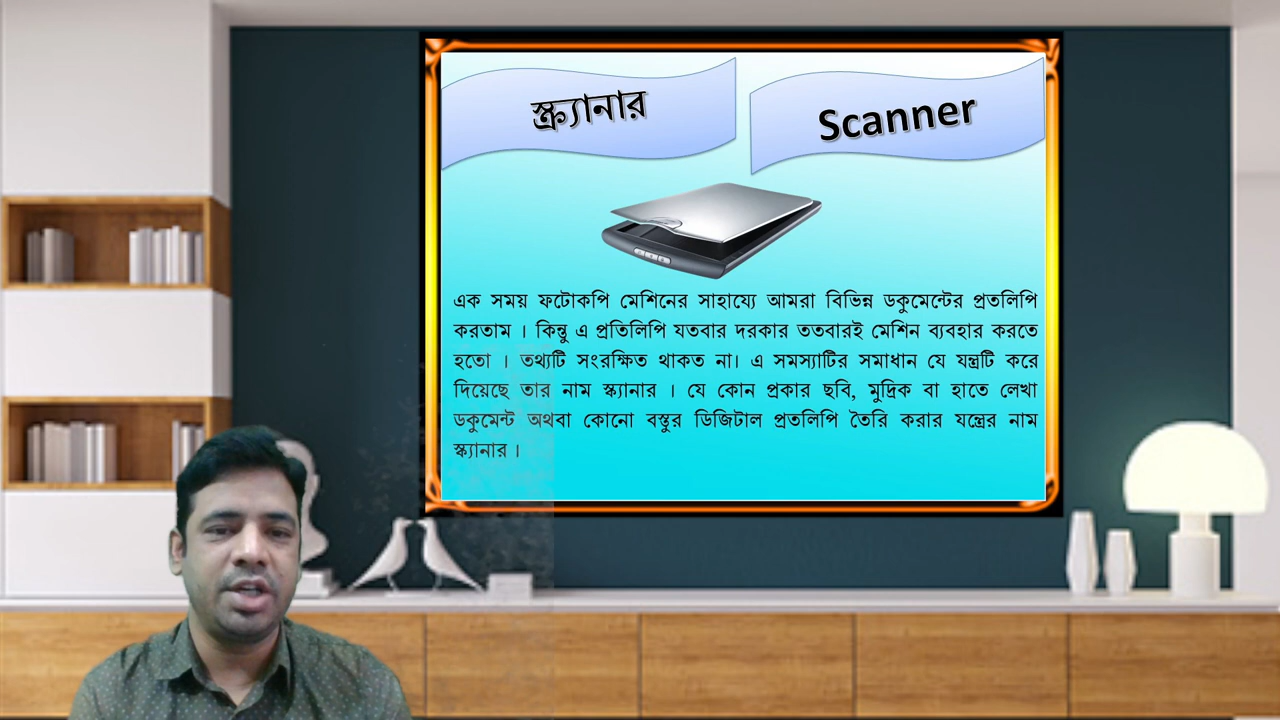 স্ক্র্যানার
Scanner
এক সময় ফটোকপি মেশিনের সাহায্যে আমরা বিভিন্ন ডকুমেন্টের প্রতলিপি
করতাম । কিন্তু এ প্রতিলিপি যতবার দরকার ততবারই মেশিন ব্যবহার করতে
হতো । তথ্যটি সংরক্ষিত থাকত না। এ সমস্যাটির সমাধান যে যন্ত্রটি করে
দিয়েছে তার নাম স্ক্যানার । যে কোন প্রকার ছবি, মুদ্রিক বা হাতে লেখা
ডকুমেন্ট অথবা কোনো বস্তুর ডিজিটাল প্রতলিপি তৈরি করার যন্ত্রের নাম
স্ক্যানার ।